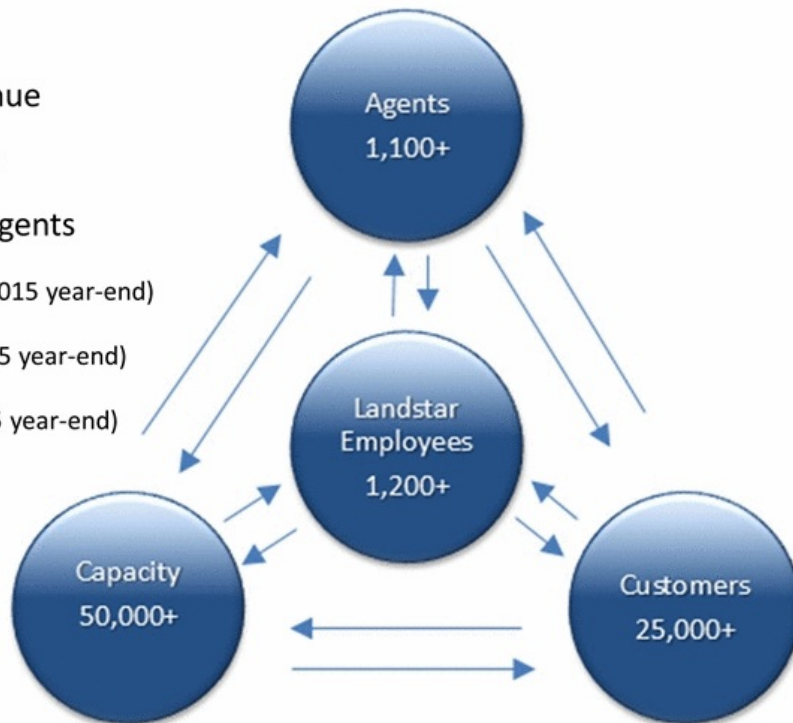 nue
gents
015 year-end)
5 year-end)
5 year-end)
Agents
1,100+
Landstar
Employees
1,200+
Capacity
50,000+
Customers
25,000+